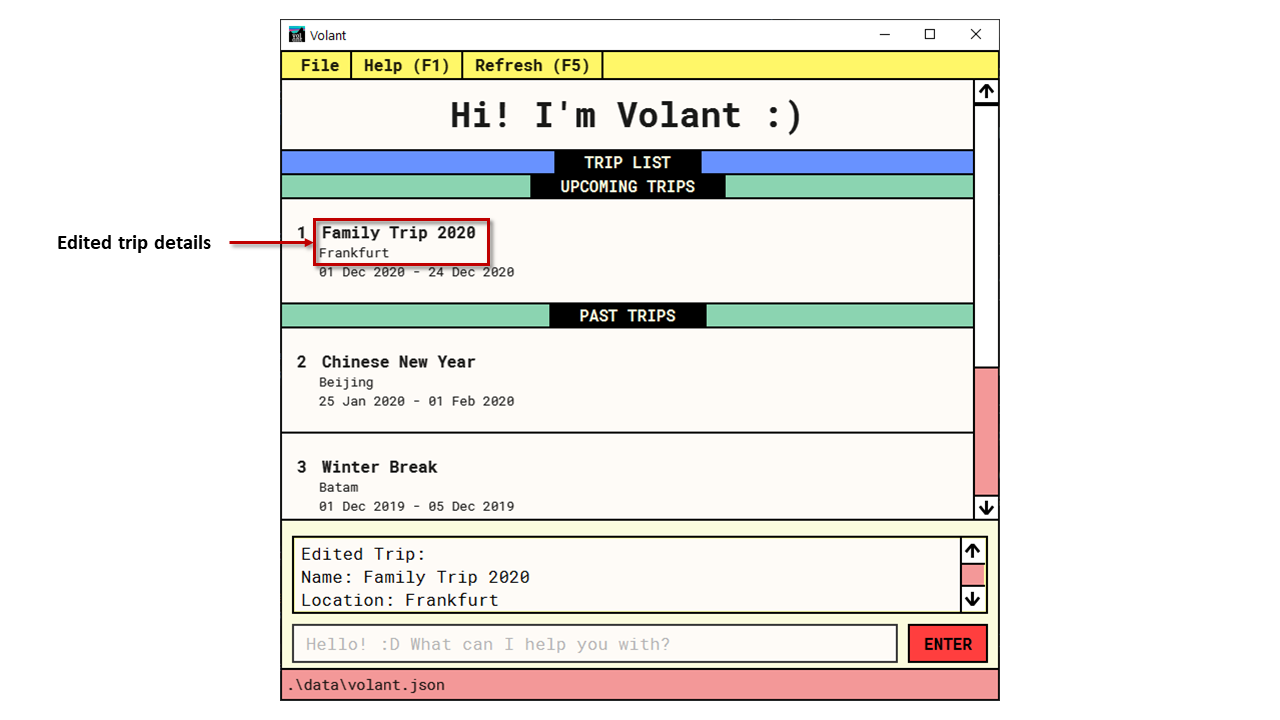 Volant
File Help (F1) Refresh (F5)
Hi! I'm Volant :)
TRIP LIST
UPCOMING TRIPS
Edited trip details
1 Family Trip 2020
Frankfurt
01 Dec 2020 - 24 Dec 2020
PAST TRIPS
2 Chinese New Year
Beijing
25 Jan 2020 - 01 Feb 2020
3 Winter Break
Batam
01 Dec 2019 - 05 Dec 2019
Edited Trip:
Name: Family Trip 2020
Location: Frankfurt
Hello! :D What can I help you with?
ENTER
.\data\volant.json